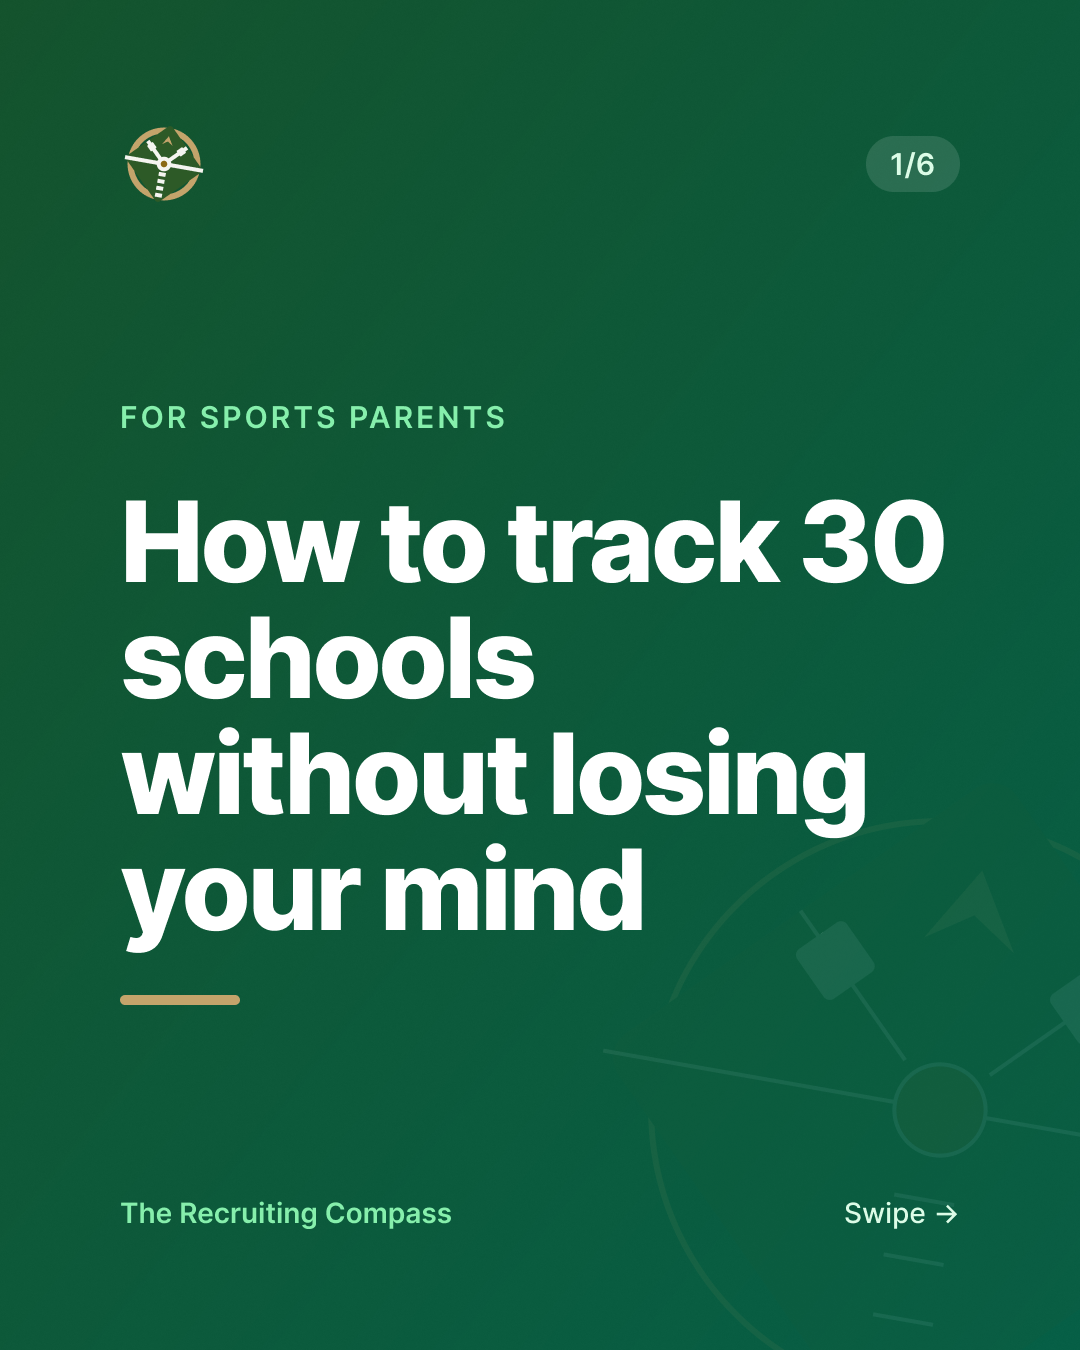 1/6
FOR SPORTS PARENTS
How to track 30
schools
without losing
your mind
The Recruiting Compass
Swipe →